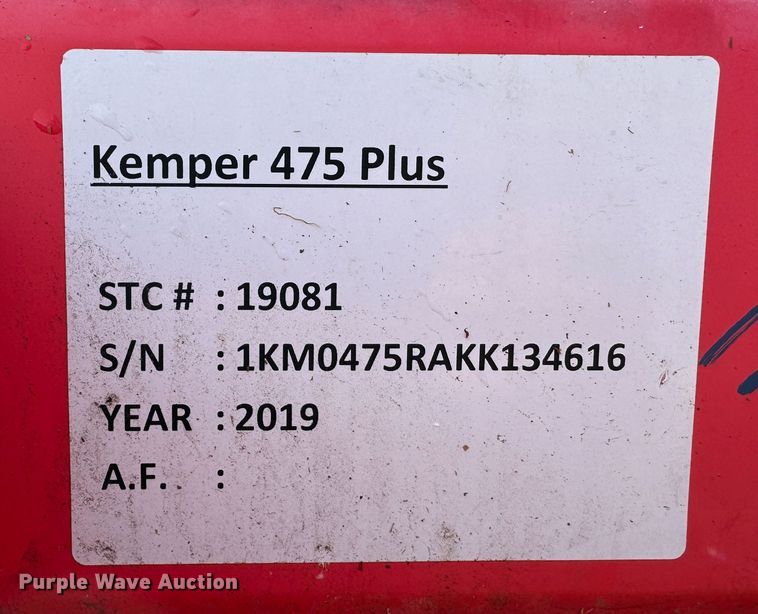 Kemper 475 Plus
STC # : 19081
S/N : 1KM0475RAKK134616
YEAR : 2019
A.F. :
Purple Wave Auction